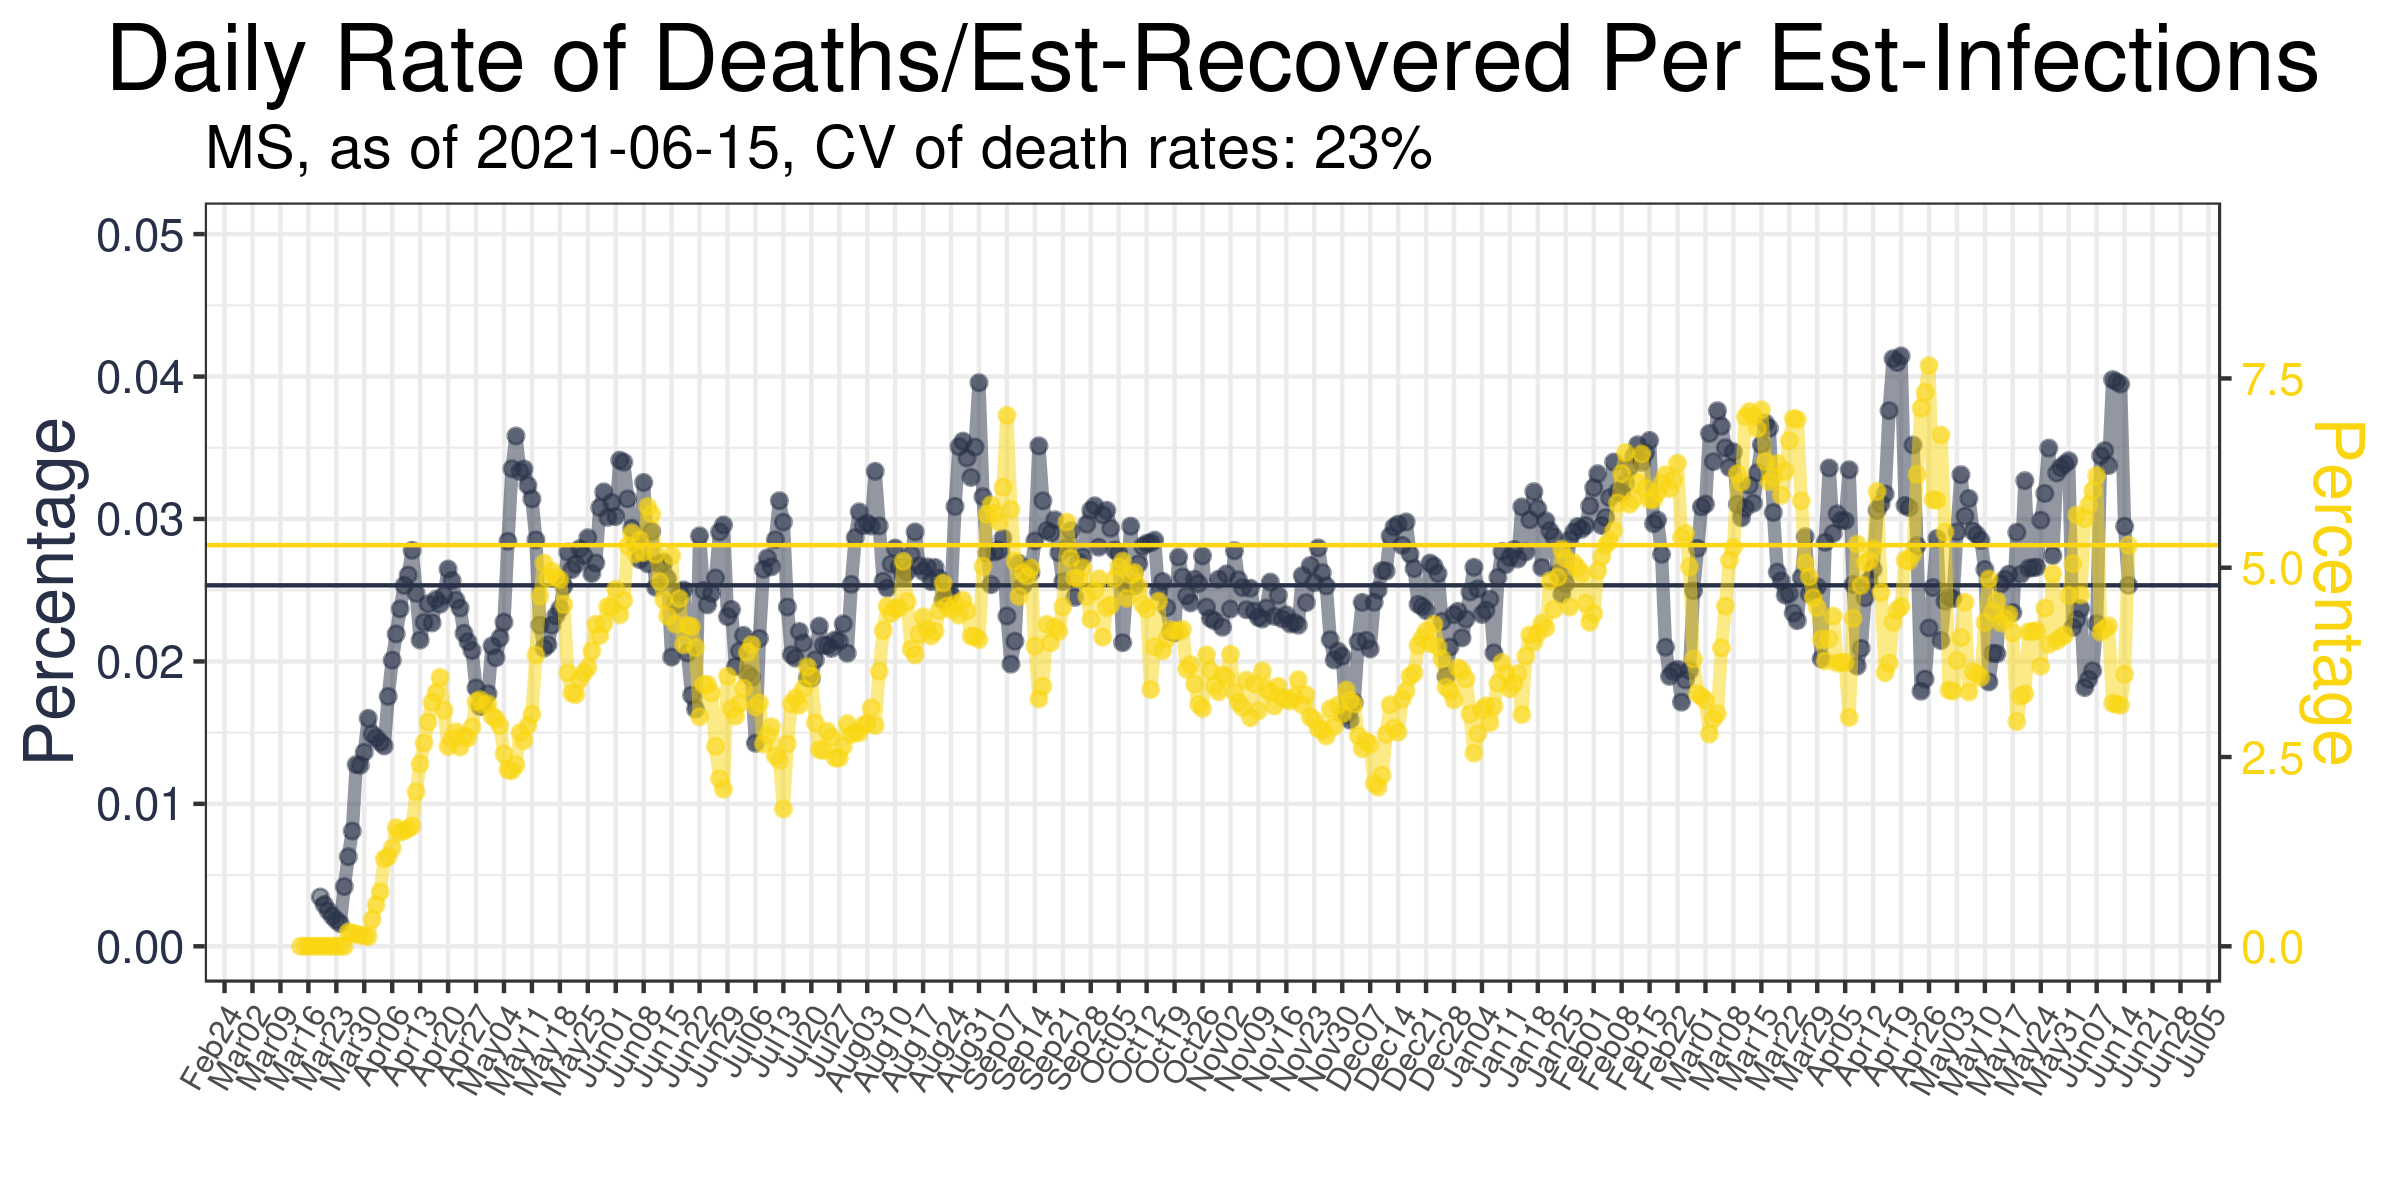 Daily Rate of Deaths/Est-Recovered Per Est-Infections
MS, as of 2021-06-15, CV of death rates: 23%
Percentage
0.05
0.04
0.03
0.02
0.01
0.00
7.5
5.0
2.5
0.0
Percentage
Feb24
Mar02
Mar09
Mar16
Mar23
Mar30
Apr06
Apr13
Apr20
Apr27
May04
May11
May18
May25
Jun01
Jun08
Jun15
Jun22
Jun29
Jul06
Jul13
Jul20
Jul27
Aug03
Aug10
Aug17
Aug24
Aug31
Sep07
Sep14
Sep21
Sep28
Oct05
Oct12
Oct19
Oct26
Nov02
Nov09
Nov16
Nov23
Nov30
Dec07
Dec14
Dec21
Dec28
Jan04
Jan11
Jan18
Jan25
Feb01
Feb08
Feb15
Feb22
Mar01
Mar08
Mar15
Mar22
Mar29
Apr05
Apr12
Apr19
Apr26
May03
May10
May17
May24
May31
Jun07
Jun14
Jun21
Jun28
Jul05